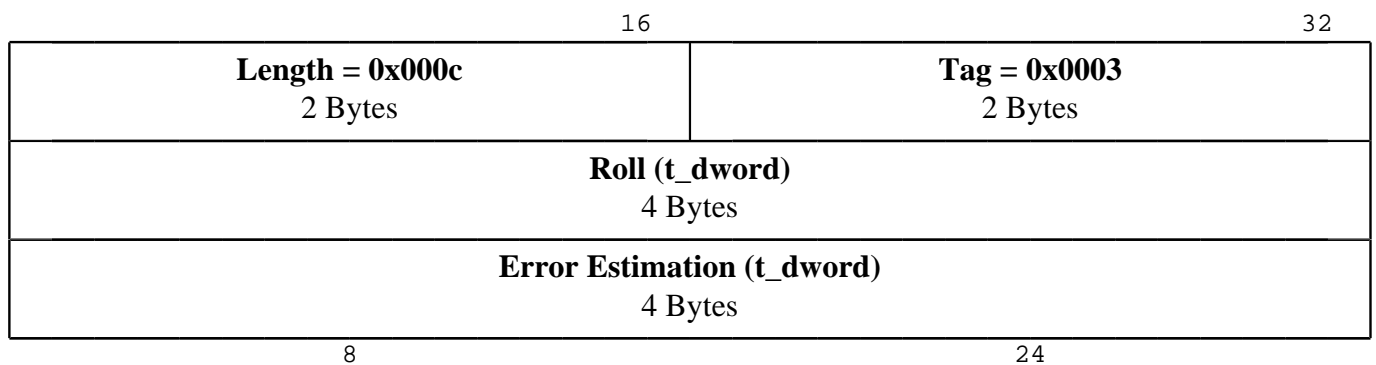 16 32
Length = 0x000c Tag = 0x0003
2 Bytes 2 Bytes
Roll (t_dword)
4 Bytes
Error Estimation (t_dword)
4 Bytes
8 24